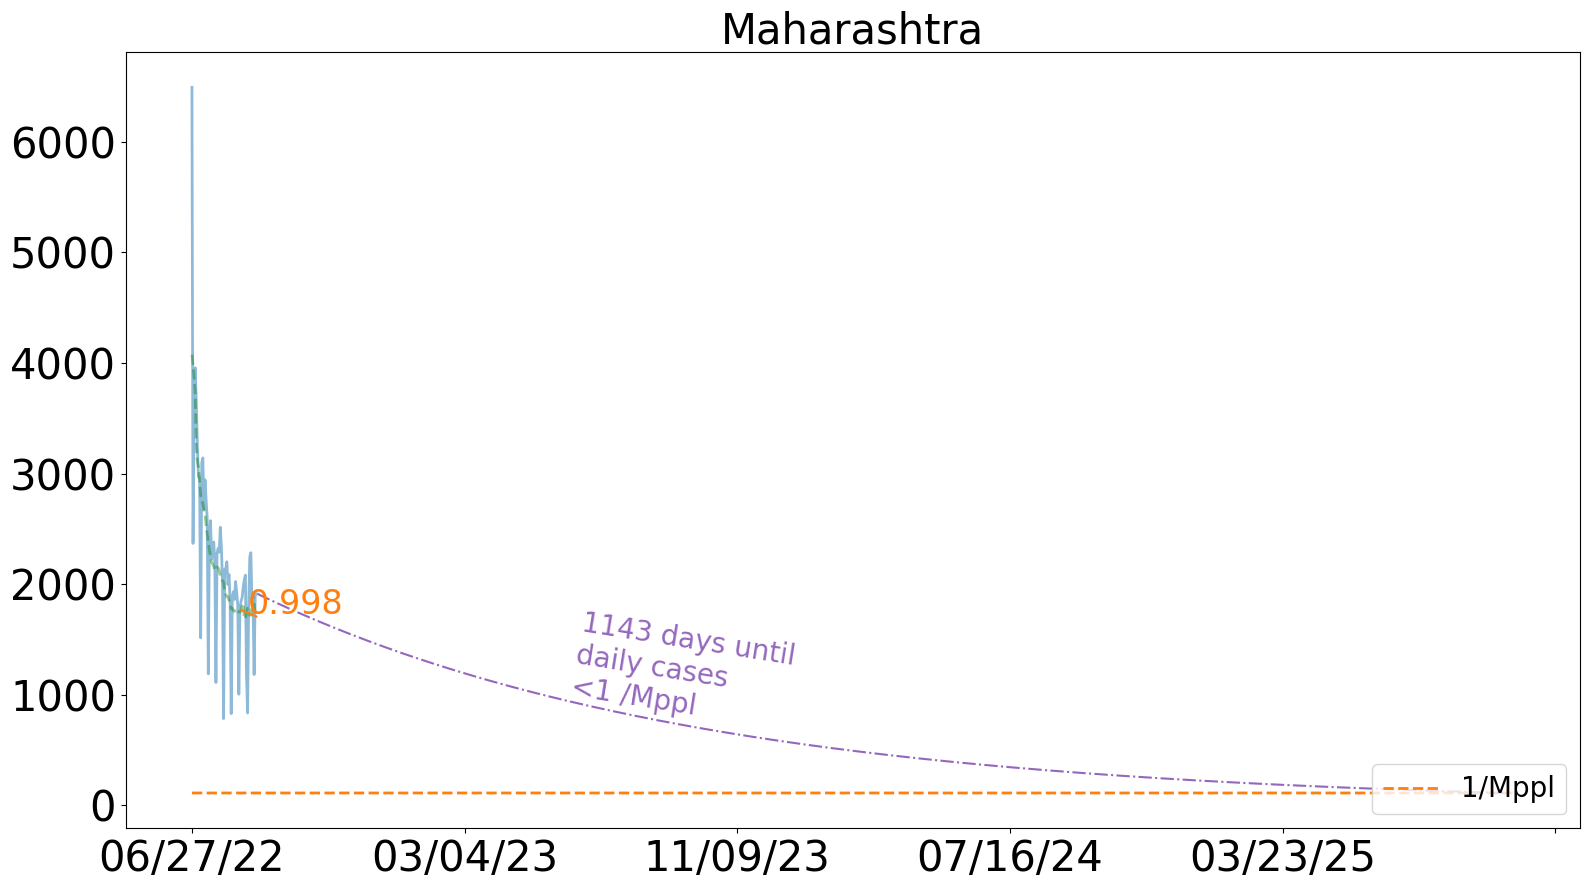 Maharashtra
6000
5000
4000
3000
2000
1000
0
0.998
1143 days until
daily cases
<1 /Mppl
1/Mppl
06/27/22
03/04/23
11/09/23
07/16/24
03/23/25